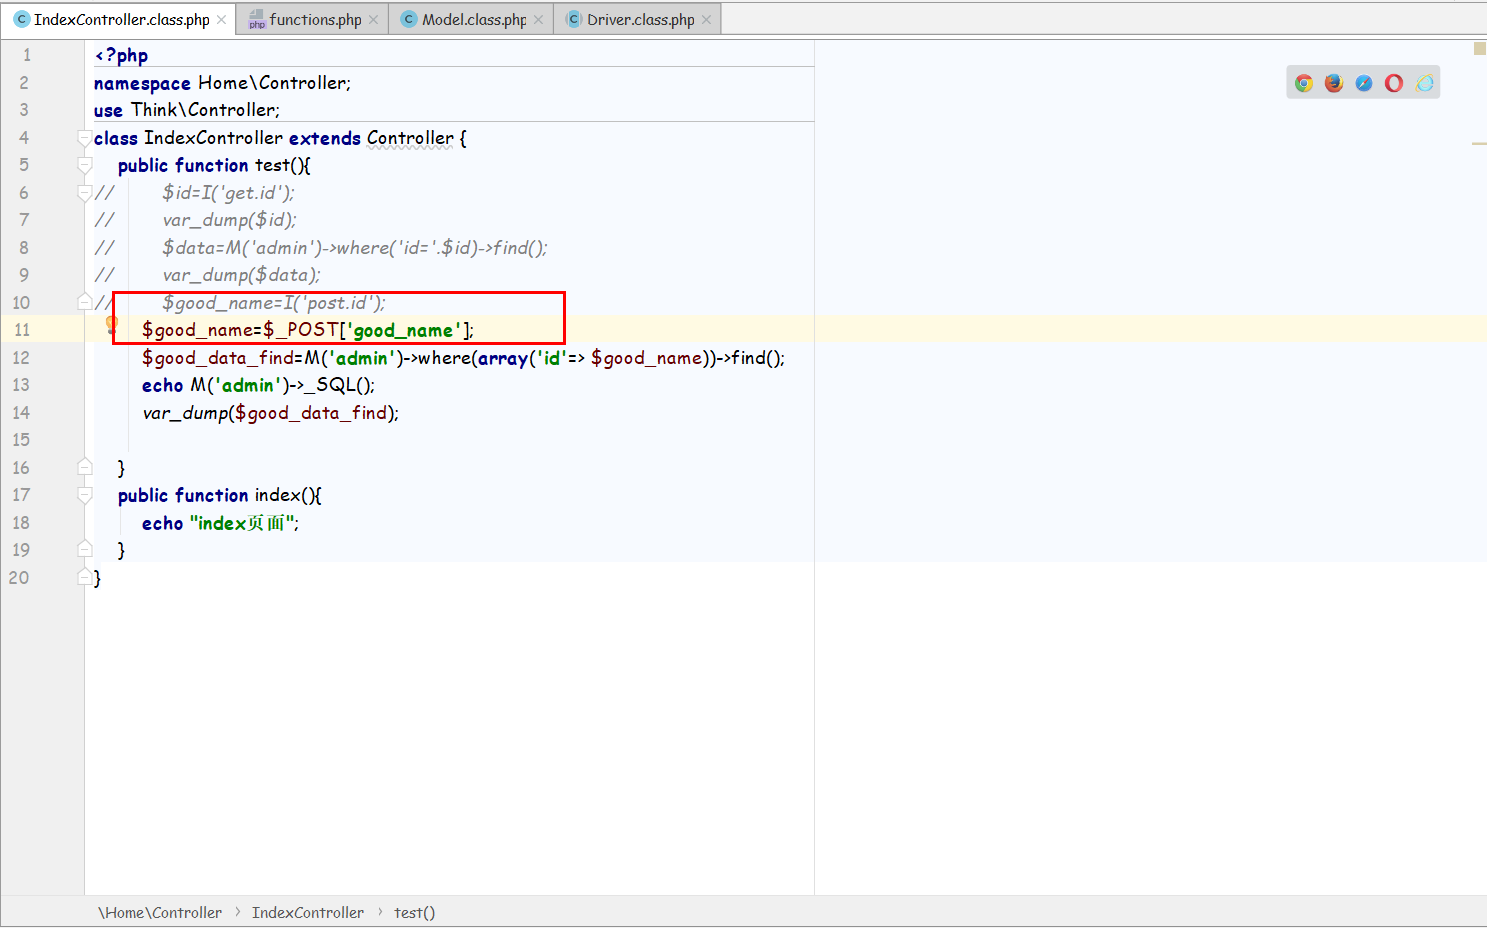 IndexController.class.php functions.php Model.class.php Driver.class.php
1 <?php
2 namespace Home\Controller;
3 use Think\Controller;
4 class IndexController extends Controller {
5 public function test(){
6 // $id=I('get.id');
7 // var_dump($id);
8 // $data=M('admin')->where('id='.$id)->find();
9 // var_dump($data);
10 // $good_name=I('post.id');
11 $good_name=$_POST['good_name'];
12 $good_data_find=M('admin')->where(array('id'=> $good_name))->find();
13 echo M('admin')->_SQL();
14 var_dump($good_data_find);
15
16 }
17 public function index(){
18 echo "index页面";
19 }
20 }
\Home\Controller › IndexController › test()